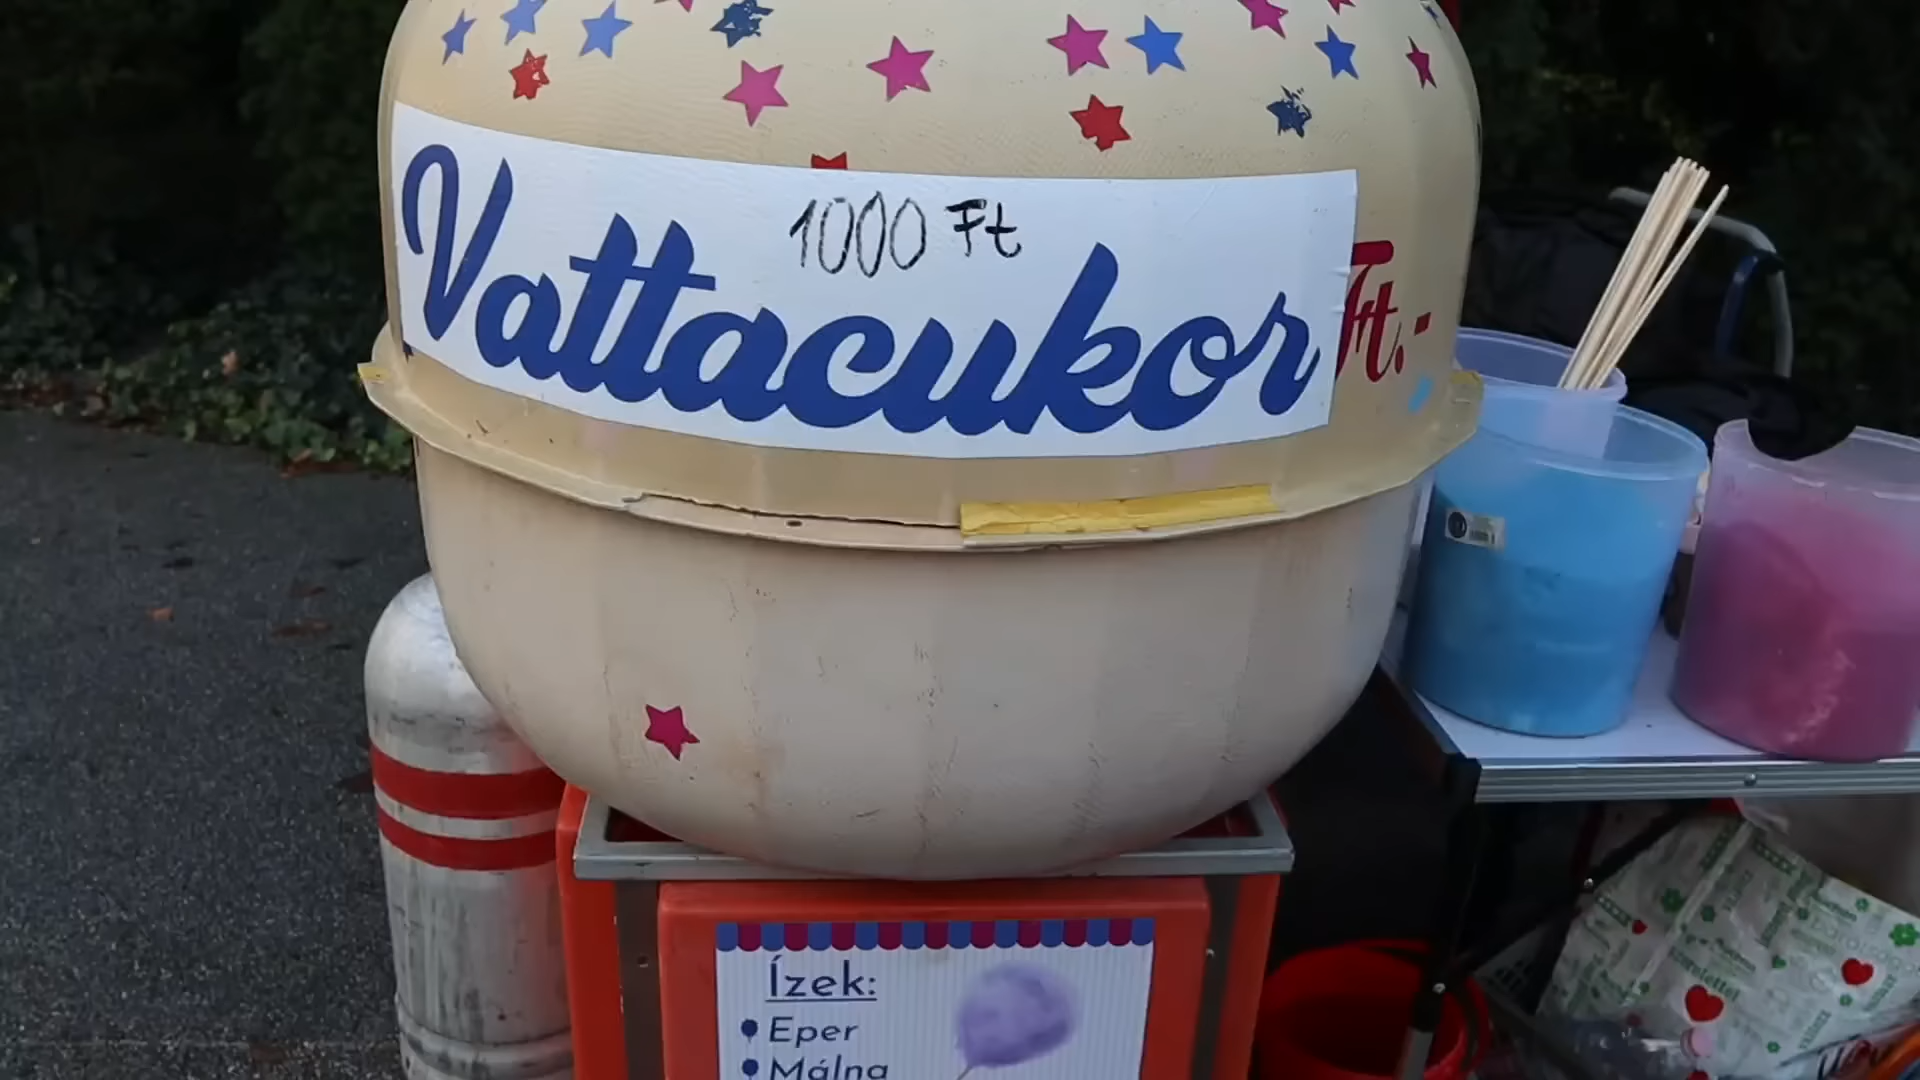 1000 Ft
Vattacukor
Ft.-
Ízek:
Eper
Málna